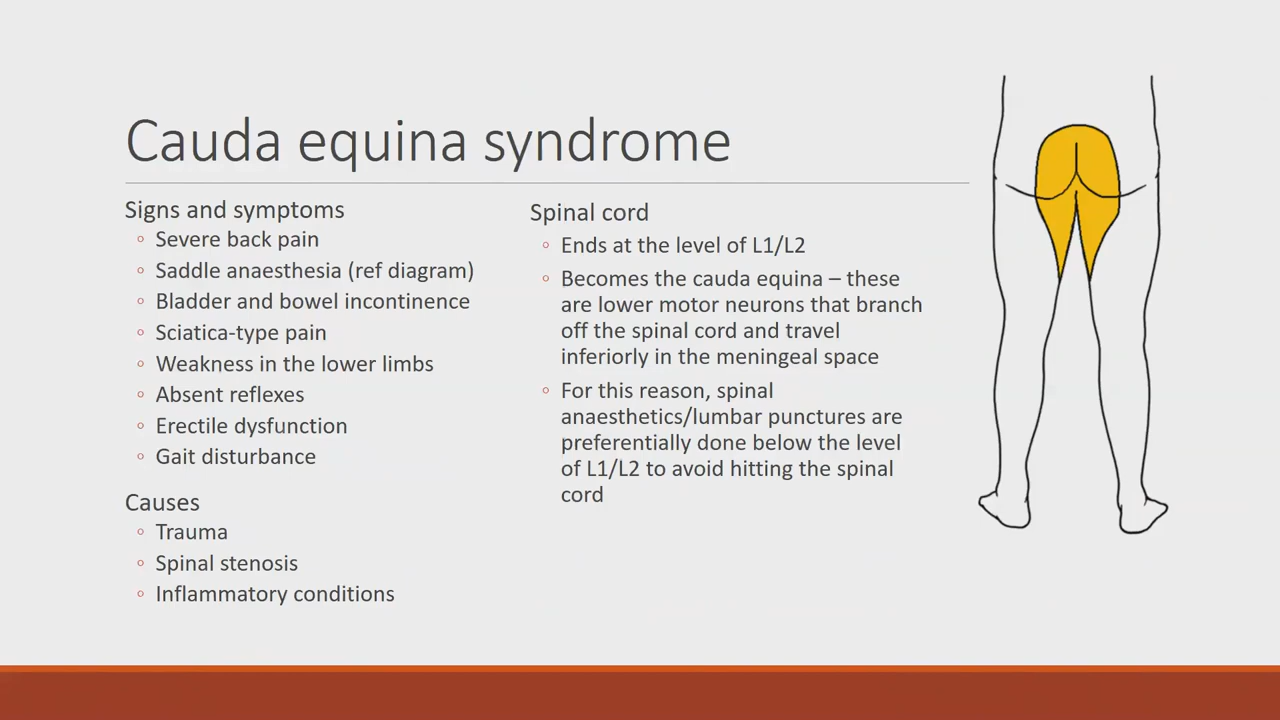 Cauda equina syndrome
Signs and symptoms
◦ Severe back pain
◦ Saddle anaesthesia (ref diagram)
◦ Bladder and bowel incontinence
◦ Sciatica-type pain
◦ Weakness in the lower limbs
◦ Absent reflexes
◦ Erectile dysfunction
◦ Gait disturbance
Causes
◦ Trauma
◦ Spinal stenosis
◦ Inflammatory conditions
Spinal cord
◦ Ends at the level of L1/L2
◦ Becomes the cauda equina – these
are lower motor neurons that branch
off the spinal cord and travel
inferiorly in the meningeal space
◦ For this reason, spinal
anaesthetics/lumbar punctures are
preferentially done below the level
of L1/L2 to avoid hitting the spinal
cord